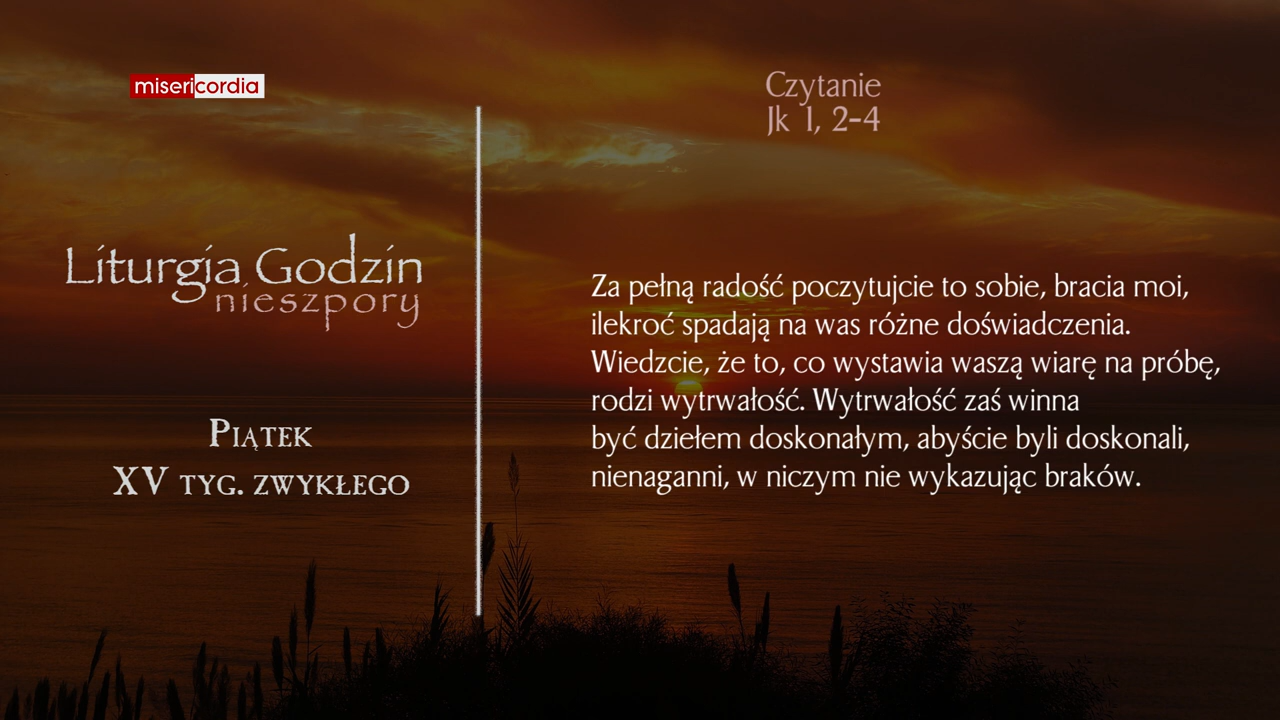 misericordia
Liturgia Godzin
nieszpory
Piątek
XV tyg. zwykłego
Czytanie
Jk 1, 2-4
Za pełną radość poczytujcie to sobie, bracia moi,
ilekroć spadają na was różne doświadczenia.
Wiedzcie, że to, co wystawia waszą wiarę na próbę,
rodzi wytrwałość. Wytrwałość zaś winna
być dziełem doskonałym, abyście byli doskonali,
nienaganni, w niczym nie wykazując braków.